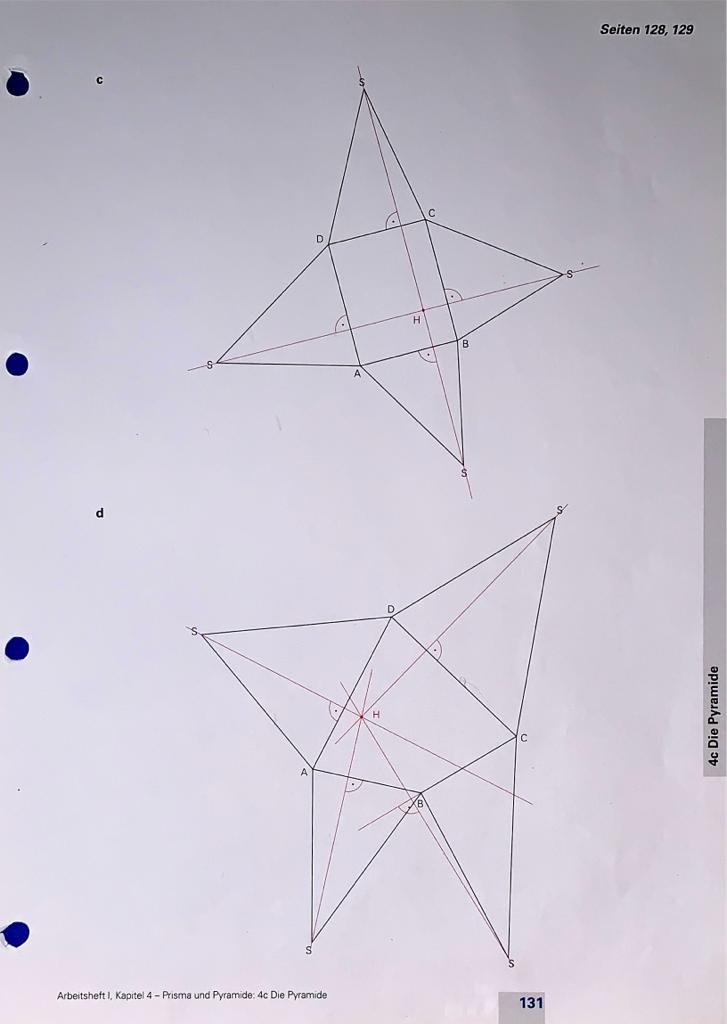 Seiten 128, 129
c
S
C
D
S
H
B
S
A
S
d
S
D
S
H
C
A
B
S
S
4c Die Pyramide
Arbeitsheft I, Kapitel 4 – Prisma und Pyramide: 4c Die Pyramide
131